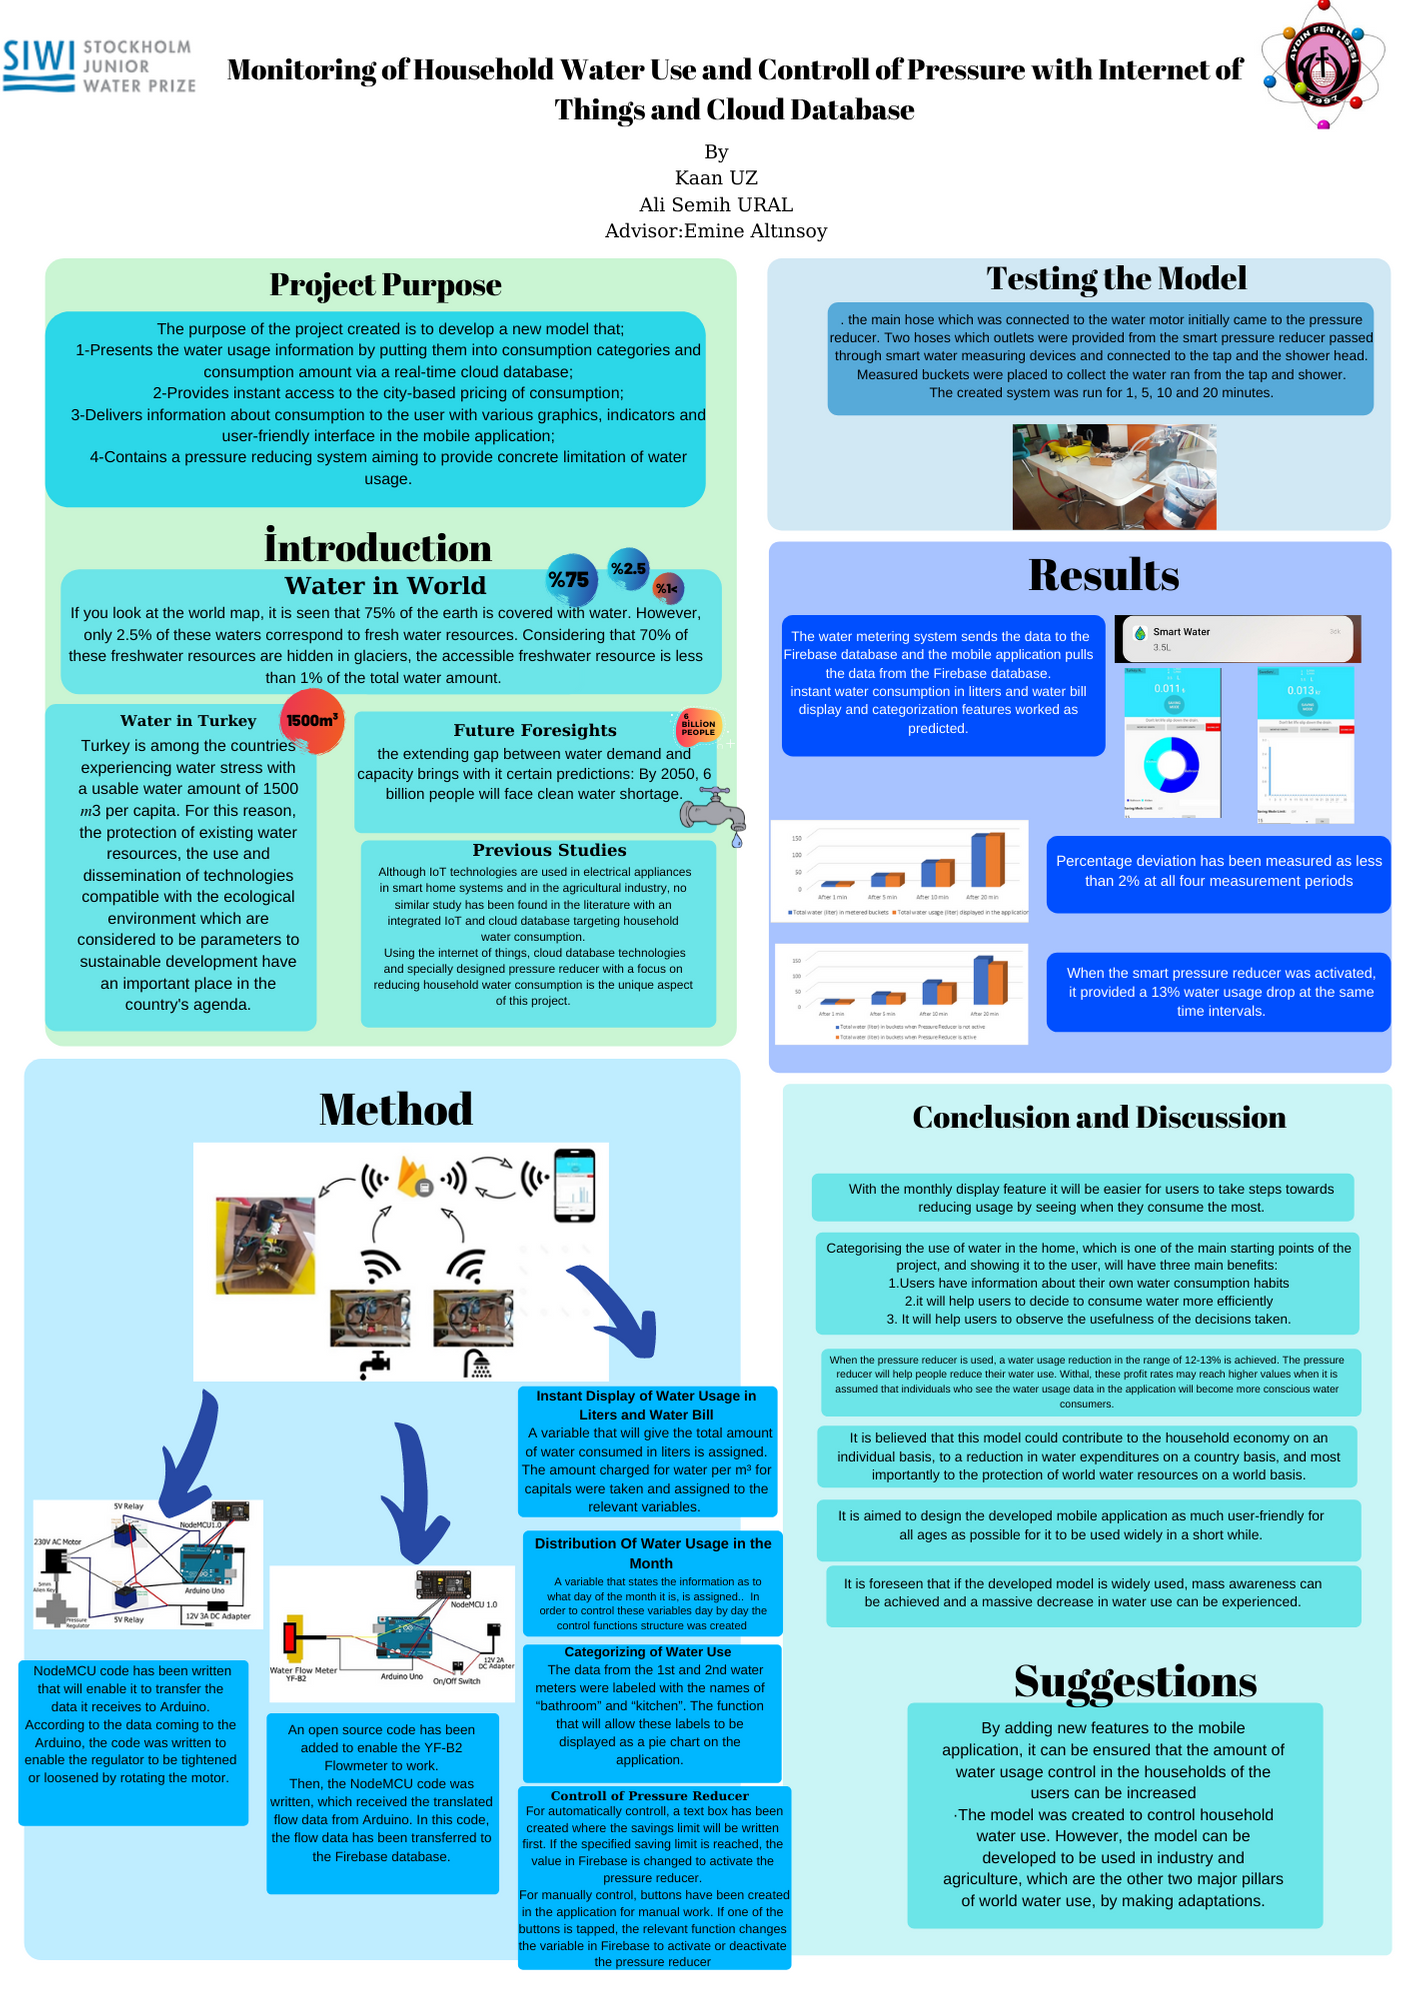 SIWI STOCKHOLM
JUNIOR
WATER PRIZE
Monitoring of Household Water Use and Controll of Pressure with Internet of
Things and Cloud Database
AYDIN FEN LİSESİ
1997
By
Kaan UZ
Ali Semih URAL
Advisor:Emine Altınsoy
Project Purpose
The purpose of the project created is to develop a new model that;
1-Presents the water usage information by putting them into consumption categories and
consumption amount via a real-time cloud database;
2-Provides instant access to the city-based pricing of consumption;
3-Delivers information about consumption to the user with various graphics, indicators and
user-friendly interface in the mobile application;
4-Contains a pressure reducing system aiming to provide concrete limitation of water
usage.
İntroduction
Water in World
%75
%2.5
%1<
If you look at the world map, it is seen that 75% of the earth is covered with water. However,
only 2.5% of these waters correspond to fresh water resources. Considering that 70% of
these freshwater resources are hidden in glaciers, the accessible freshwater resource is less
than 1% of the total water amount.
Water in Turkey
1500m³
Turkey is among the countries
experiencing water stress with
a usable water amount of 1500
m3 per capita. For this reason,
the protection of existing water
resources, the use and
dissemination of technologies
compatible with the ecological
environment which are
considered to be parameters to
sustainable development have
an important place in the
country's agenda.
Future Foresights
6
BİLLİON
PEOPLE
the extending gap between water demand and
capacity brings with it certain predictions: By 2050, 6
billion people will face clean water shortage.
Previous Studies
Although IoT technologies are used in electrical appliances
in smart home systems and in the agricultural industry, no
similar study has been found in the literature with an
integrated IoT and cloud database targeting household
water consumption.
Using the internet of things, cloud database technologies
and specially designed pressure reducer with a focus on
reducing household water consumption is the unique aspect
of this project.
Method
5V Relay
NodeMCU1.0
230V AC Motor
5mm
Allen Key
Arduino Uno
Pressure
Regulator
5V Relay
12V 3A DC Adapter
NodeMCU code has been written
that will enable it to transfer the
data it receives to Arduino.
According to the data coming to the
Arduino, the code was written to
enable the regulator to be tightened
or loosened by rotating the motor.
NodeMCU 1.0
Water Flow Meter
YF-B2
Arduino Uno
12V 2A
DC Adapter
On/Off Switch
An open source code has been
added to enable the YF-B2
Flowmeter to work.
Then, the NodeMCU code was
written, which received the translated
flow data from Arduino. In this code,
the flow data has been transferred to
the Firebase database.
Instant Display of Water Usage in
Liters and Water Bill
A variable that will give the total amount
of water consumed in liters is assigned.
The amount charged for water per m³ for
capitals were taken and assigned to the
relevant variables.
Distribution Of Water Usage in the
Month
A variable that states the information as to
what day of the month it is, is assigned.. In
order to control these variables day by day the
control functions structure was created
Categorizing of Water Use
The data from the 1st and 2nd water
meters were labeled with the names of
“bathroom” and “kitchen”. The function
that will allow these labels to be
displayed as a pie chart on the
application.
Controll of Pressure Reducer
For automatically controll, a text box has been
created where the savings limit will be written
first. If the specified saving limit is reached, the
value in Firebase is changed to activate the
pressure reducer.
For manually control, buttons have been created
in the application for manual work. If one of the
buttons is tapped, the relevant function changes
the variable in Firebase to activate or deactivate
the pressure reducer
Testing the Model
. the main hose which was connected to the water motor initially came to the pressure
reducer. Two hoses which outlets were provided from the smart pressure reducer passed
through smart water measuring devices and connected to the tap and the shower head.
Measured buckets were placed to collect the water ran from the tap and shower.
The created system was run for 1, 5, 10 and 20 minutes.
Results
The water metering system sends the data to the
Firebase database and the mobile application pulls
the data from the Firebase database.
instant water consumption in litters and water bill
display and categorization features worked as
predicted.
Smart Water
3.5L
0.011
0.013
150
100
50
0
After 1 min After 5 min After 10 min After 20 min
Total water (liter) in metered buckets Total water usage (liter) displayed in the application
Percentage deviation has been measured as less
than 2% at all four measurement periods
150
100
50
0
After 1 min After 5 min After 10 min After 20 min
Total water (liter) in buckets when Pressure Reducer is not active
Total water (liter) in buckets when Pressure Reducer is active
When the smart pressure reducer was activated,
it provided a 13% water usage drop at the same
time intervals.
Conclusion and Discussion
With the monthly display feature it will be easier for users to take steps towards
reducing usage by seeing when they consume the most.
Categorising the use of water in the home, which is one of the main starting points of the
project, and showing it to the user, will have three main benefits:
1.Users have information about their own water consumption habits
2.it will help users to decide to consume water more efficiently
3. It will help users to observe the usefulness of the decisions taken.
When the pressure reducer is used, a water usage reduction in the range of 12-13% is achieved. The pressure
reducer will help people reduce their water use. Withal, these profit rates may reach higher values when it is
assumed that individuals who see the water usage data in the application will become more conscious water
consumers.
It is believed that this model could contribute to the household economy on an
individual basis, to a reduction in water expenditures on a country basis, and most
importantly to the protection of world water resources on a world basis.
It is aimed to design the developed mobile application as much user-friendly for
all ages as possible for it to be used widely in a short while.
It is foreseen that if the developed model is widely used, mass awareness can
be achieved and a massive decrease in water use can be experienced.
Suggestions
By adding new features to the mobile
application, it can be ensured that the amount of
water usage control in the households of the
users can be increased
·The model was created to control household
water use. However, the model can be
developed to be used in industry and
agriculture, which are the other two major pillars
of world water use, by making adaptations.